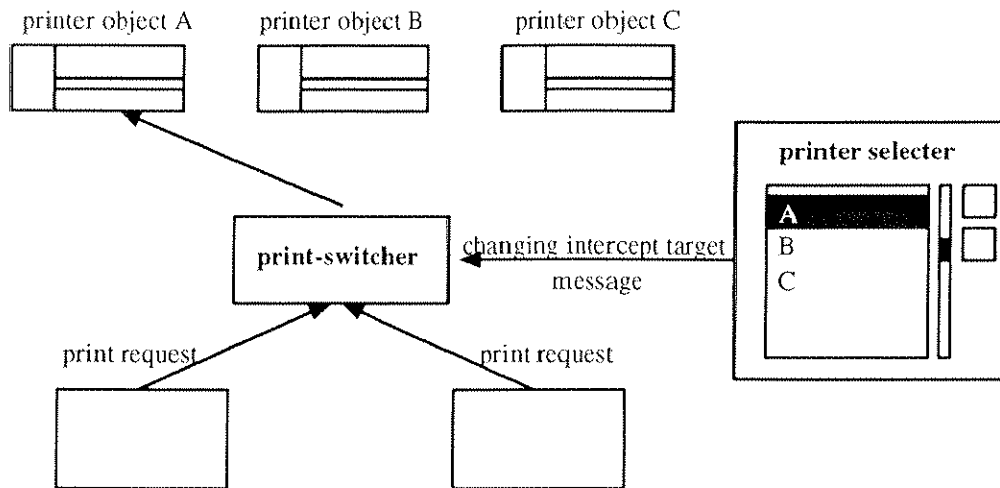 printer object A
printer object B
printer object C
printer selecter
A
B
C
print-switcher
changing intercept target
message
print request
print request